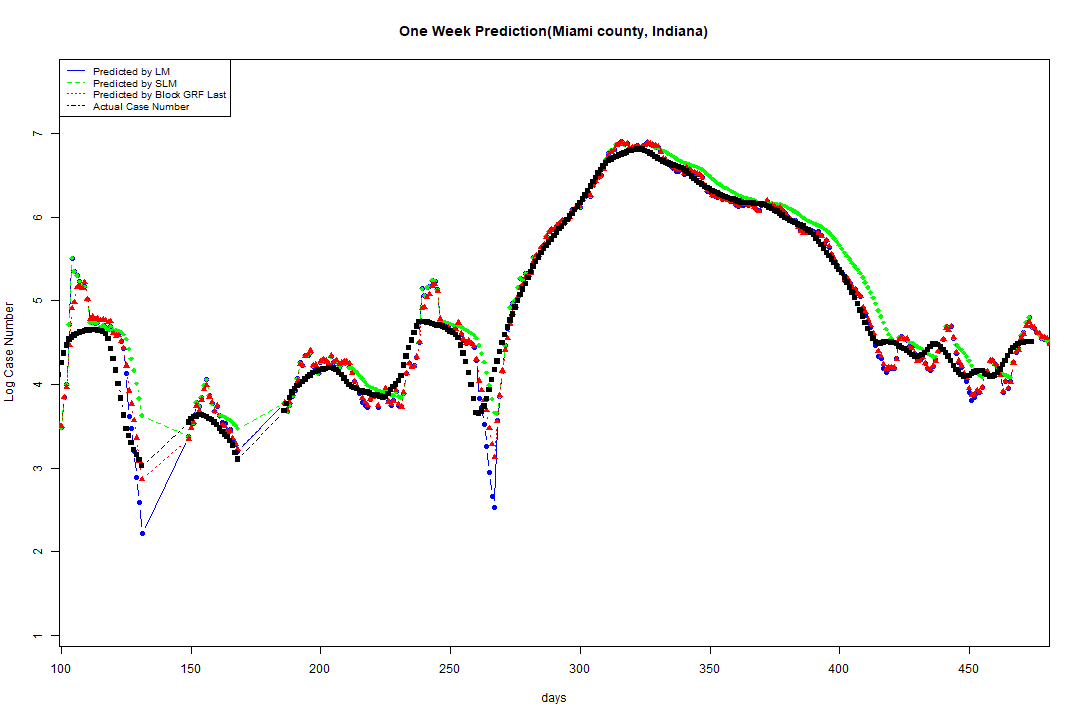 One Week Prediction(Miami county, Indiana)
Predicted by LM
Predicted by SLM
Predicted by Block GRF Last
Actual Case Number
7
6
5
4
3
2
1
Log Case Number
100 150 200 250 300 350 400 450
days